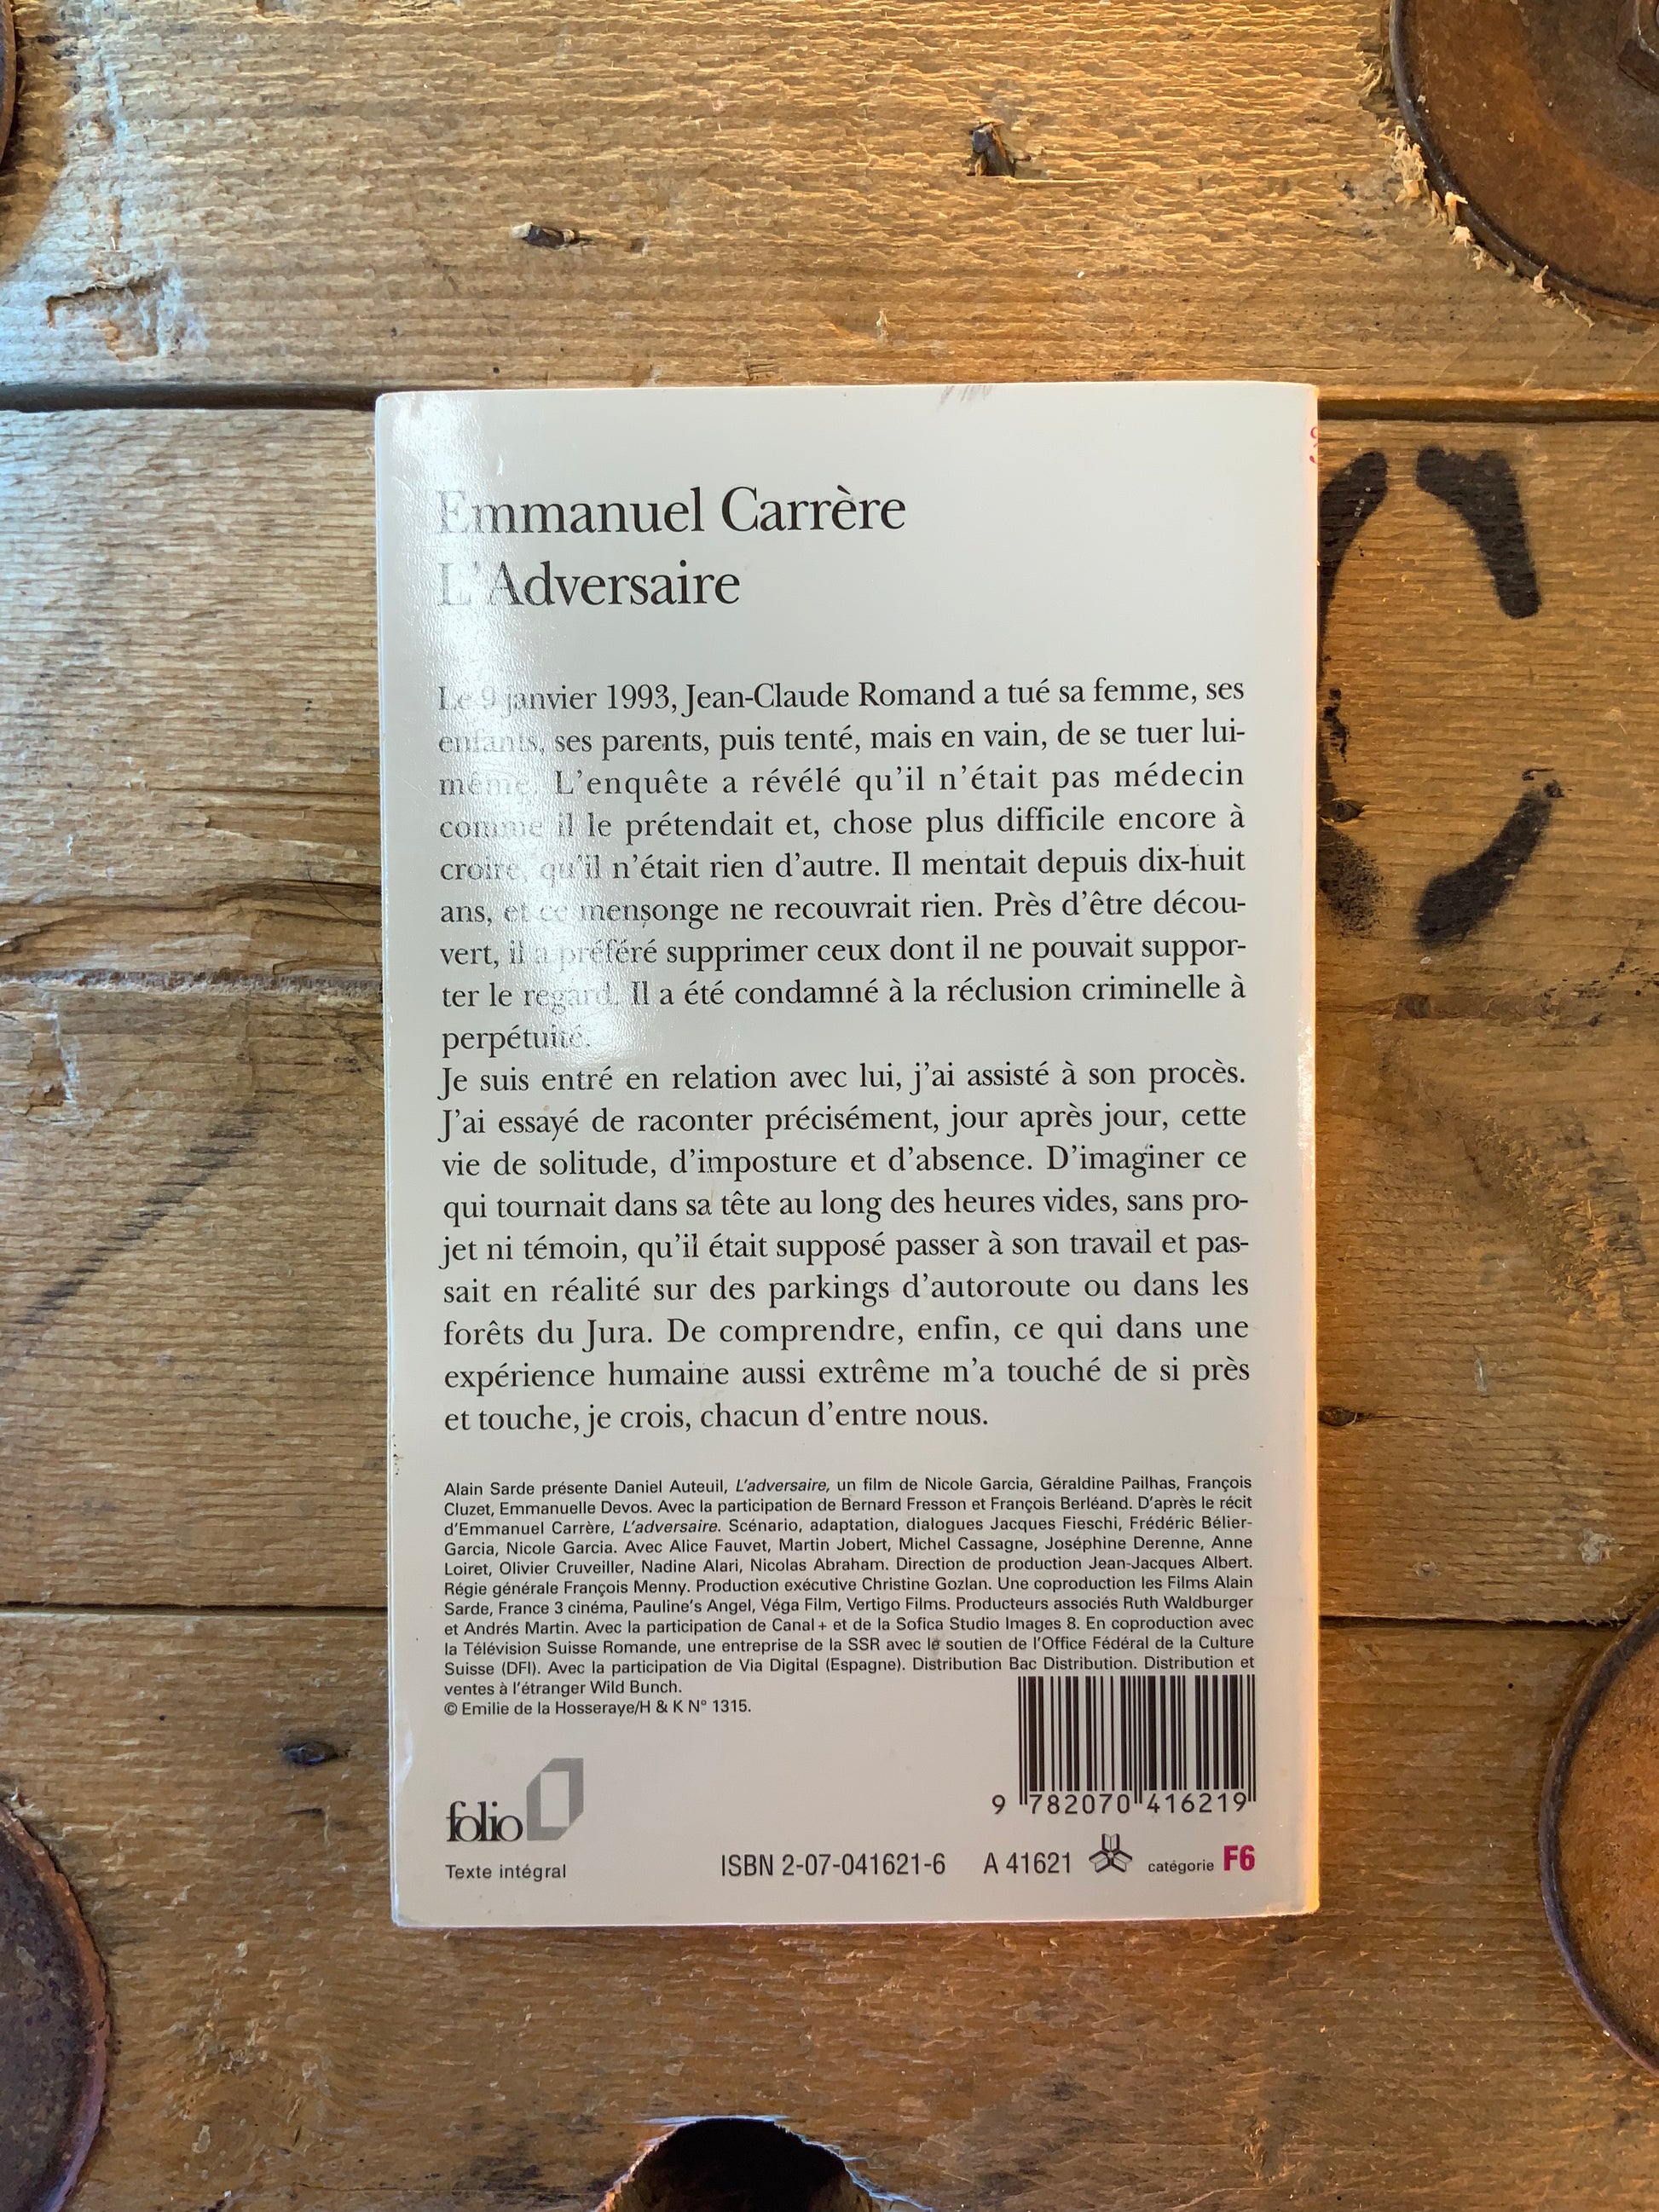 Emmanuel Carrère
L'Adversaire
Le 9 janvier 1993, Jean-Claude Romand a tué sa femme, ses
enfants, ses parents, puis tenté, mais en vain, de se tuer lui-
même. L'enquête a révélé qu'il n'était pas médecin
comme il le prétendait et, chose plus difficile encore à
croire, qu'il n'était rien d'autre. Il mentait depuis dix-huit
ans, et ce mensonge ne recouvrait rien. Près d'être décou-
vert, il a préféré supprimer ceux dont il ne pouvait suppor-
ter le regard. Il a été condamné à la réclusion criminelle à
perpétuité.
Je suis entré en relation avec lui, j'ai assisté à son procès.
J'ai essayé de raconter précisément, jour après jour, cette
vie de solitude, d'imposture et d'absence. D'imaginer ce
qui tournait dans sa tête au long des heures vides, sans pro-
jet ni témoin, qu'il était supposé passer à son travail et pas-
sait en réalité sur des parkings d'autoroute ou dans les
forêts du Jura. De comprendre, enfin, ce qui dans une
expérience humaine aussi extrême m'a touché de si près
et touche, je crois, chacun d'entre nous.
Alain Sarde présente Daniel Auteuil, L'adversaire, un film de Nicole Garcia, Géraldine Pailhas, François
Cluzet, Emmanuelle Devos. Avec la participation de Bernard Fresson et François Berléand. D'après le récit
d'Emmanuel Carrère, L'adversaire. Scénario, adaptation, dialogues Jacques Fieschi, Frédéric Bélier-
Garcia, Nicole Garcia. Avec Alice Fauvet, Martin Jobert, Michel Cassagne, Joséphine Derenne, Anne
Loiret, Olivier Cruveiller, Nadine Alari, Nicolas Abraham. Direction de production Jean-Jacques Albert.
Régie générale François Menny. Production exécutive Christine Gozlan. Une coproduction les Films Alain
Sarde, France 3 cinéma, Pauline's Angel, Véga Film, Vertigo Films. Producteurs associés Ruth Waldburger
et Andrés Martin. Avec la participation de Canal + et de la Sofica Studio Images 8. En coproduction avec
la Télévision Suisse Romande, une entreprise de la SSR avec le soutien de l'Office Fédéral de la Culture
Suisse (DFI). Avec la participation de Via Digital (Espagne). Distribution Bac Distribution. Distribution et
ventes à l'étranger Wild Bunch.
© Emilie de la Hosseraye/H & K N° 1315.
9 782070 416219
folio
Texte intégral
ISBN 2-07-041621-6 A 41621 catégorie F6